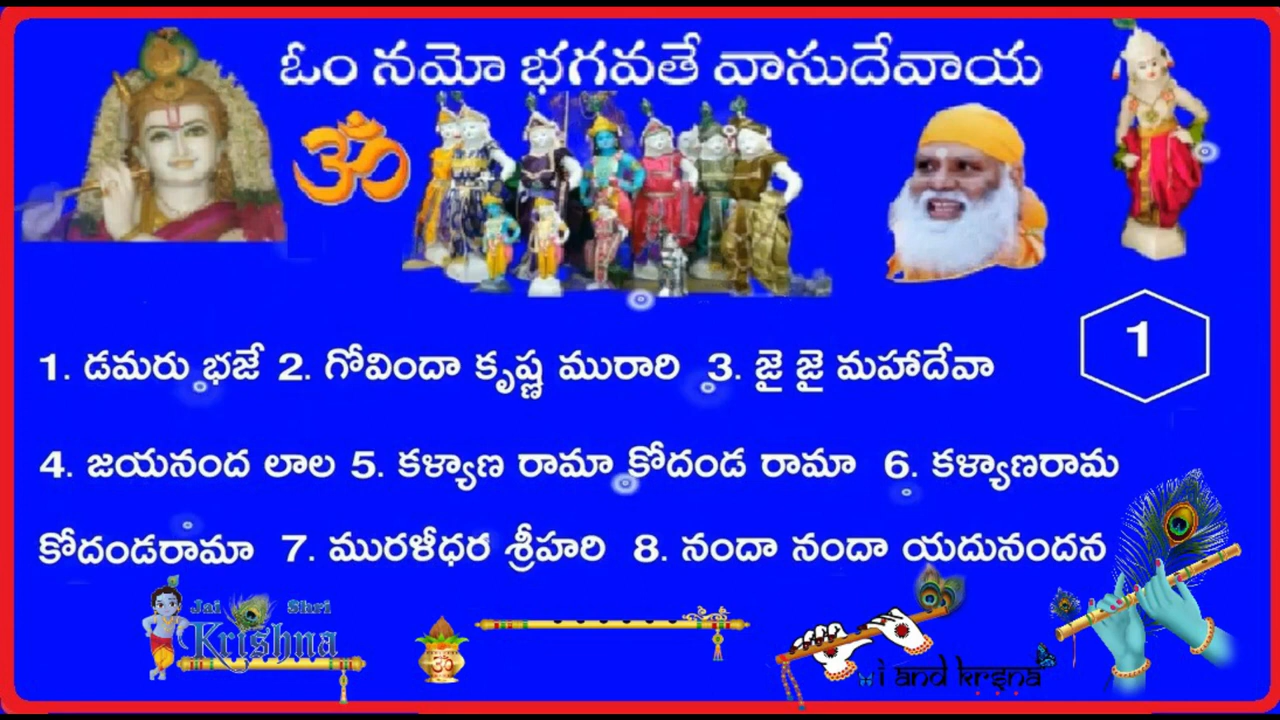 ఓం నమో భగవతే వాసుదేవాయ
ॐ
1
1. డమరు భజే 2. గోవిందా కృష్ణ మురారి 3. జై జై మహాదేవా
4. జయనంద లాల 5. కళ్యాణ రామా కోదండ రామా 6. కళ్యాణరామ
కోదండరామా 7. మురళీధర శ్రీహరి 8. నందా నందా యదునందన
Jai Shri
Krishna
ॐ
i and krsna